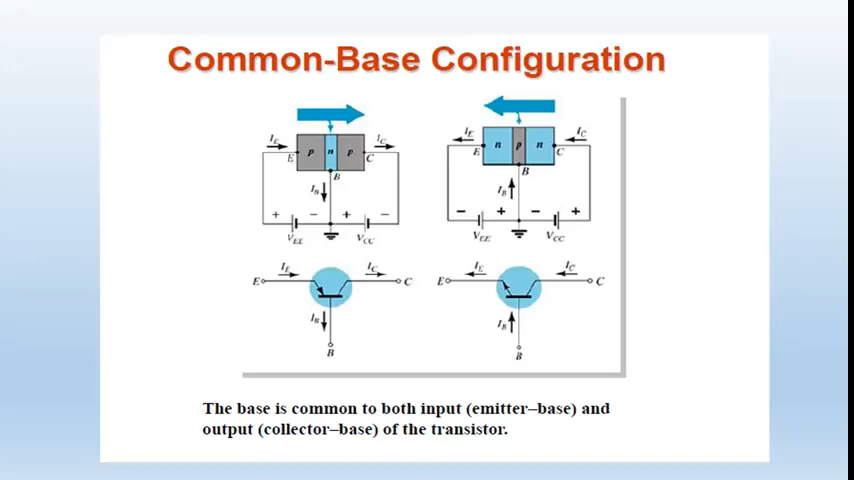 Common-Base Configuration
I_E I_C
E p n p C
B
I_B
+ − + −
V_EE V_CC
I_E I_C
E n p n C
B
I_B
− + − +
V_EE V_CC
I_E I_C
E C
I_B
B
I_E I_C
E C
I_B
B
The base is common to both input (emitter–base) and
output (collector–base) of the transistor.